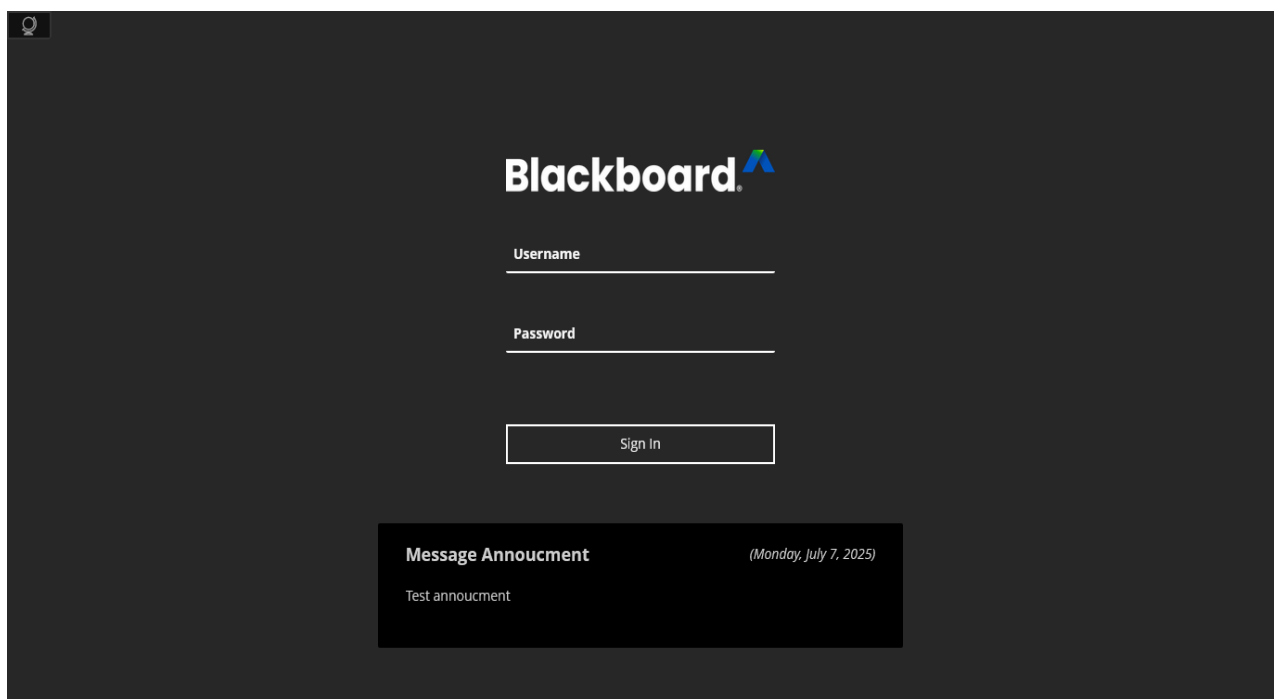 Blackboard®
Username
Password
Sign In
Message Annoucment (Monday, July 7, 2025)
Test annoucment